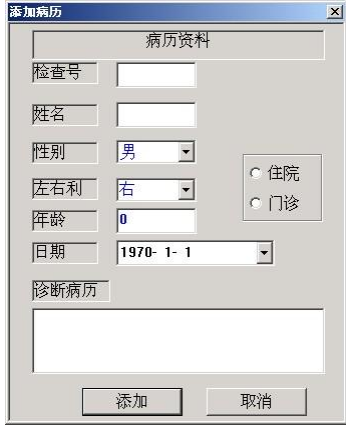 添加病历
病历资料
检查号
姓名
性别 男
左右利 右
住院
门诊
年龄 0
日期 1970- 1- 1
诊断病历
添加 取消